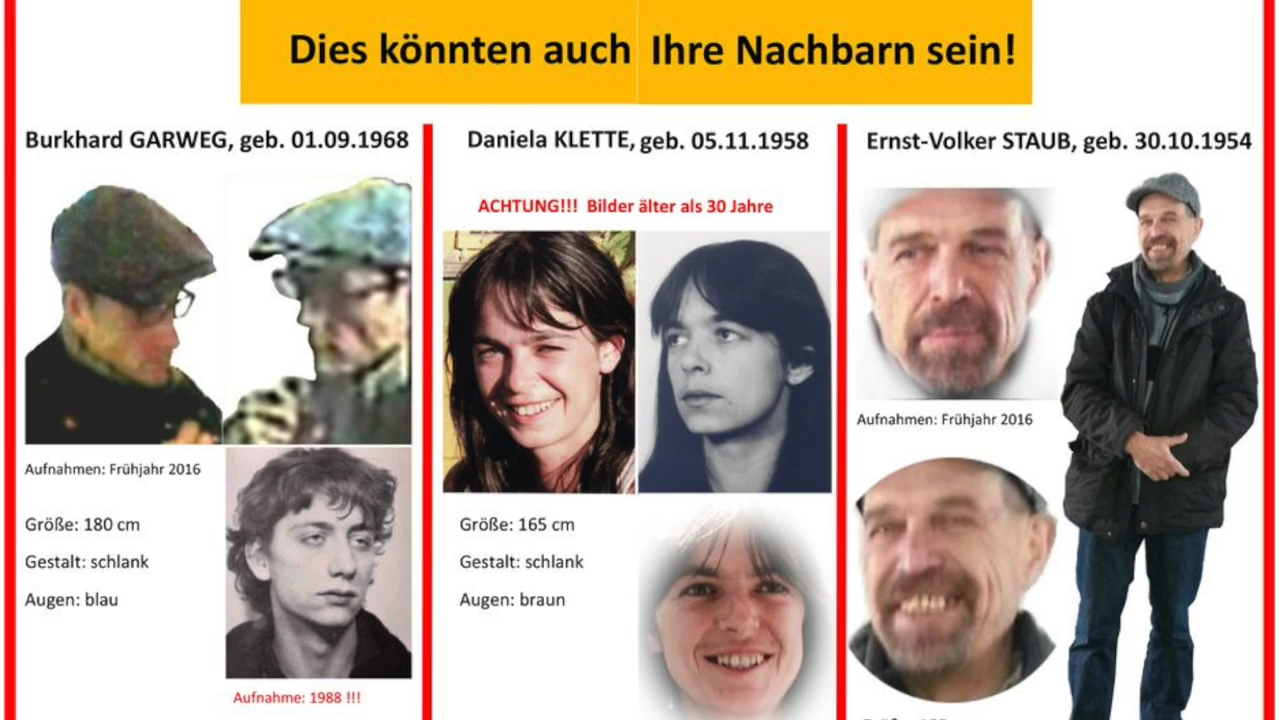 Dies könnten auch Ihre Nachbarn sein!
Burkhard GARWEG, geb. 01.09.1968
Aufnahmen: Frühjahr 2016
Größe: 180 cm
Gestalt: schlank
Augen: blau
Aufnahme: 1988 !!!
Daniela KLETTE, geb. 05.11.1958
ACHTUNG!!! Bilder älter als 30 Jahre
Größe: 165 cm
Gestalt: schlank
Augen: braun
Ernst-Volker STAUB, geb. 30.10.1954
Aufnahmen: Frühjahr 2016